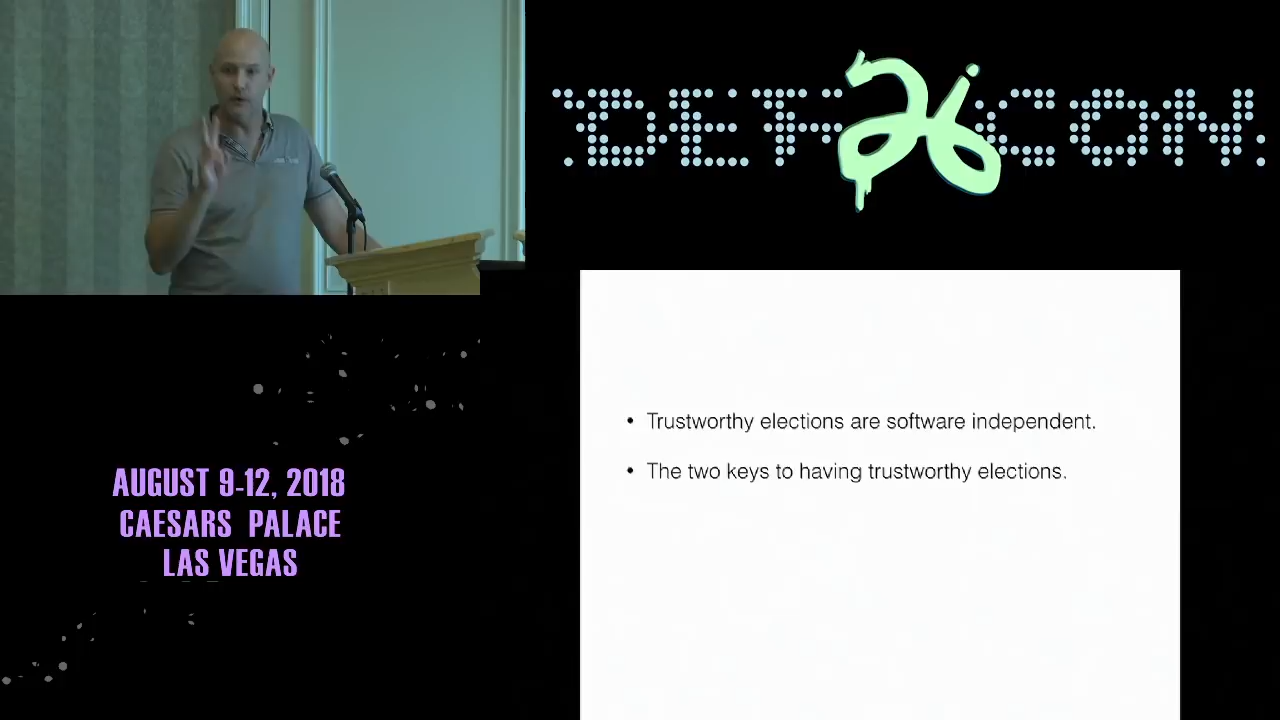 DEF CON
26
AUGUST 9-12, 2018
CAESARS PALACE
LAS VEGAS
• Trustworthy elections are software independent.
• The two keys to having trustworthy elections.